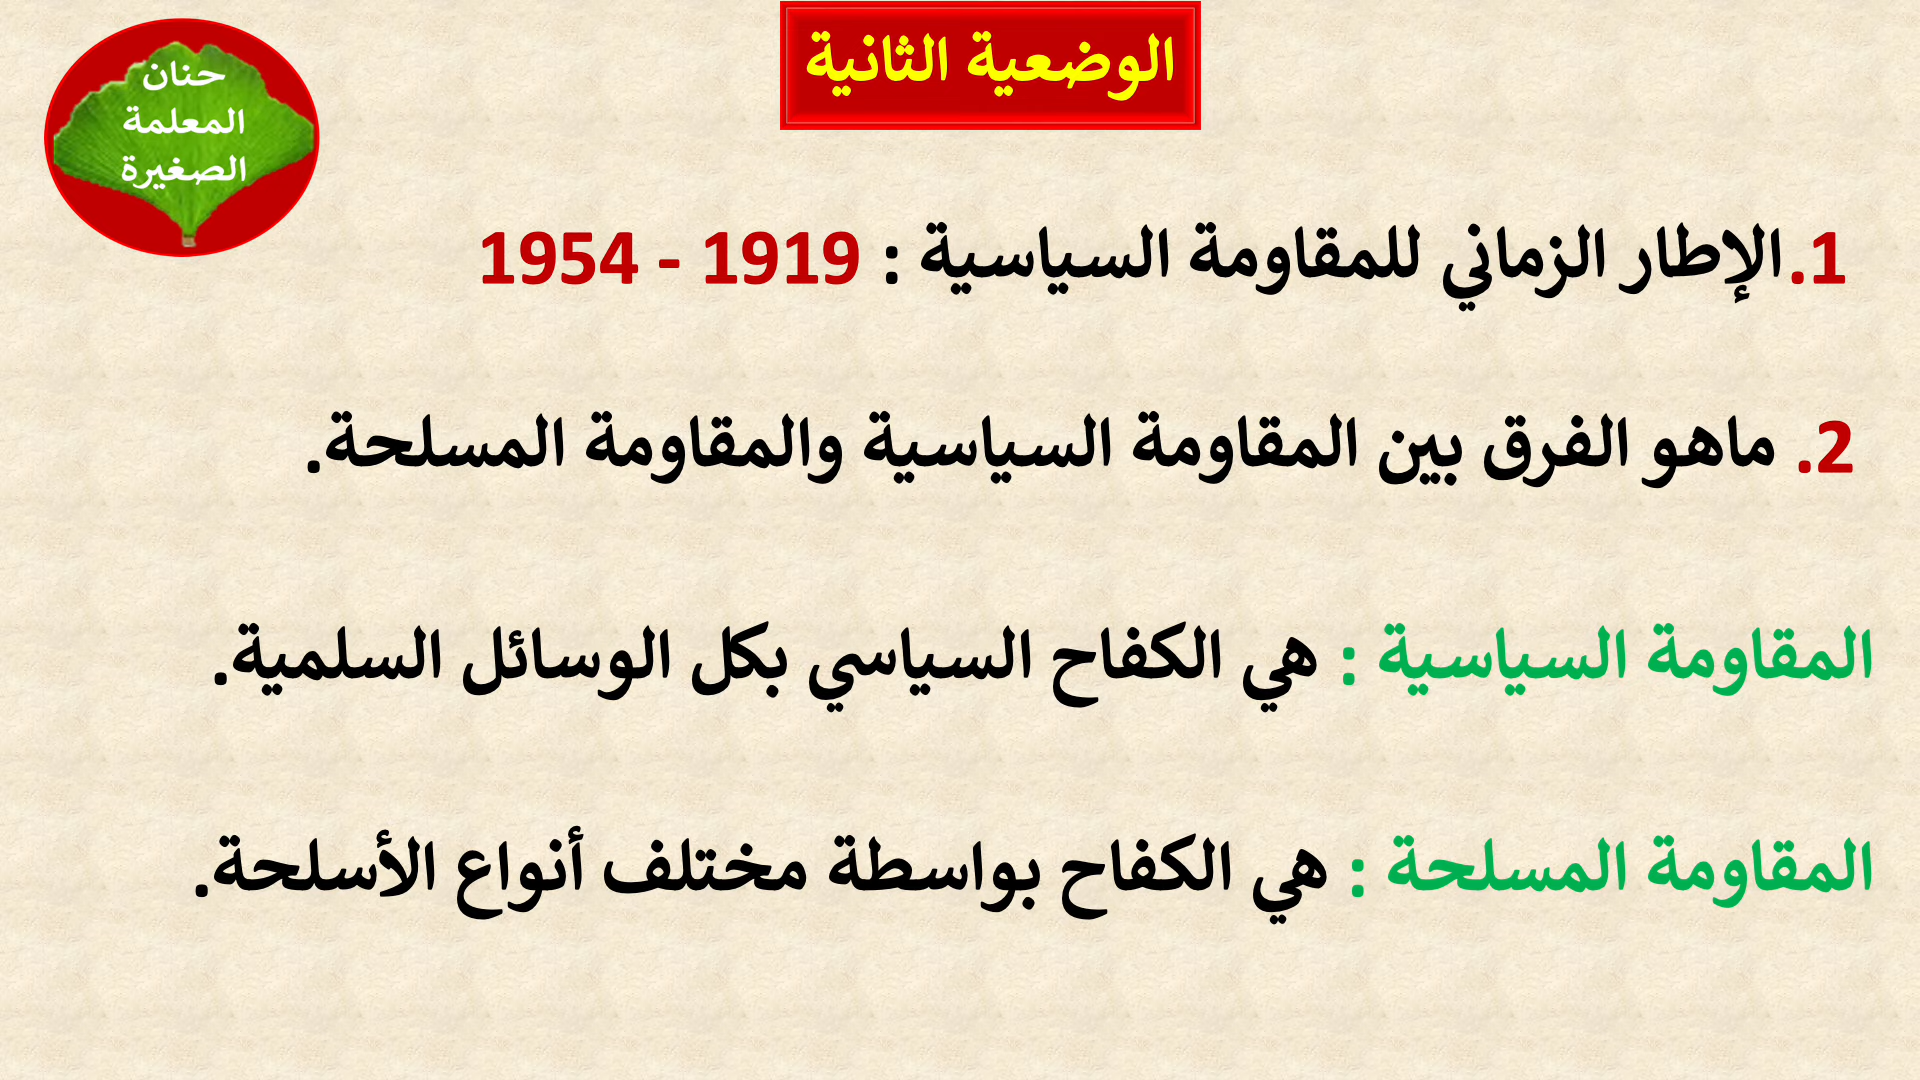 الوضعية الثانية
حنان
المعلمة
الصغيرة
1.الإطار الزماني للمقاومة السياسية : 1919 - 1954
2. ماهو الفرق بين المقاومة السياسية والمقاومة المسلحة.
المقاومة السياسية : هي الكفاح السياسي بكل الوسائل السلمية.
المقاومة المسلحة : هي الكفاح بواسطة مختلف أنواع الأسلحة.